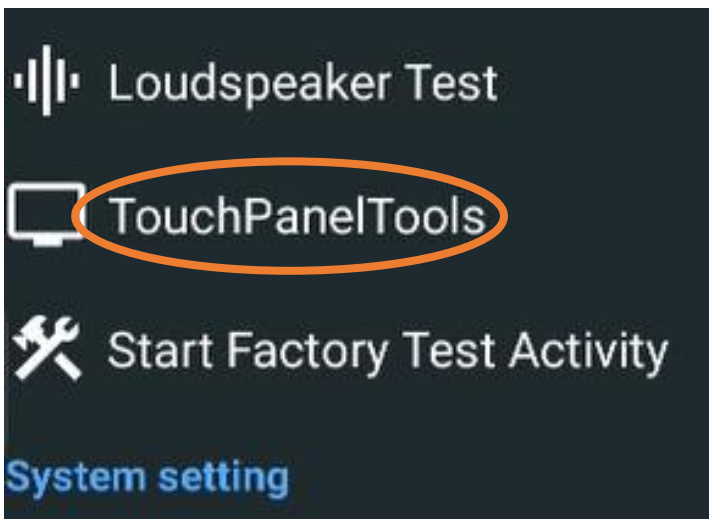 Loudspeaker Test
TouchPanelTools
Start Factory Test Activity
System setting